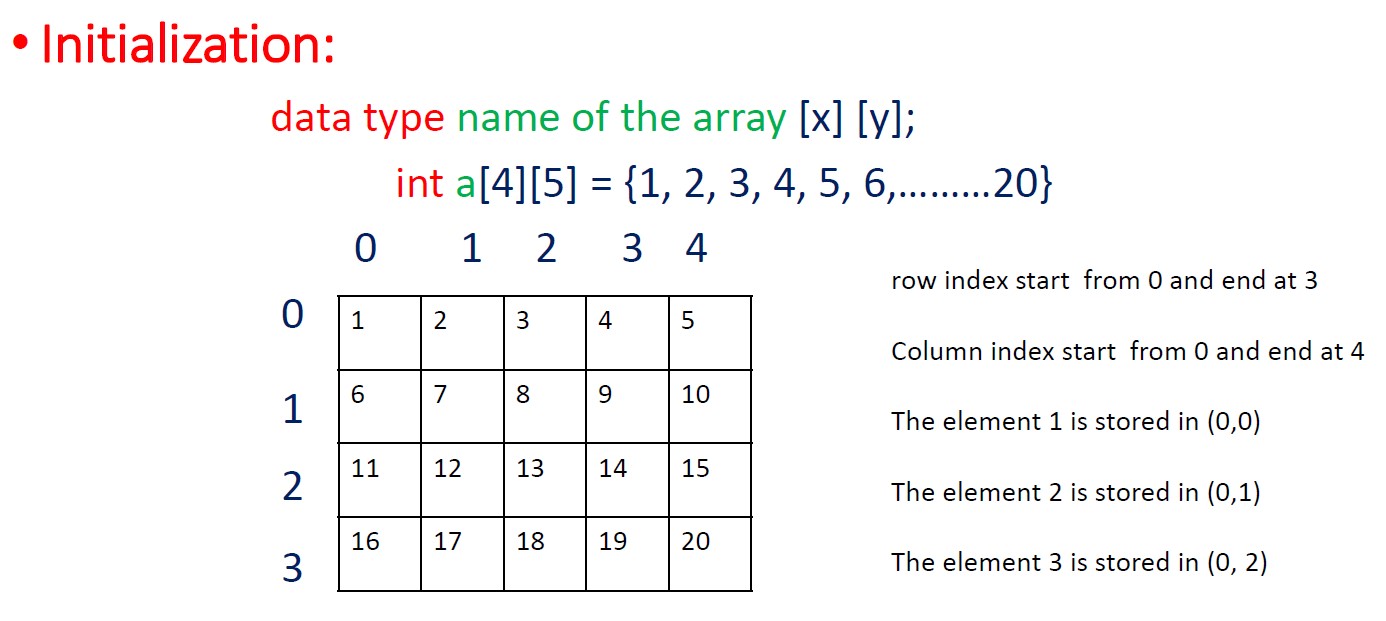 • Initialization:
data type name of the array [x] [y];
int a[4][5] = {1, 2, 3, 4, 5, 6,.........20}
0 1 2 3 4
0 1 2 3 4 5
1 6 7 8 9 10
2 11 12 13 14 15
3 16 17 18 19 20
row index start  from 0 and end at 3
Column index start  from 0 and end at 4
The element 1 is stored in (0,0)
The element 2 is stored in (0,1)
The element 3 is stored in (0, 2)